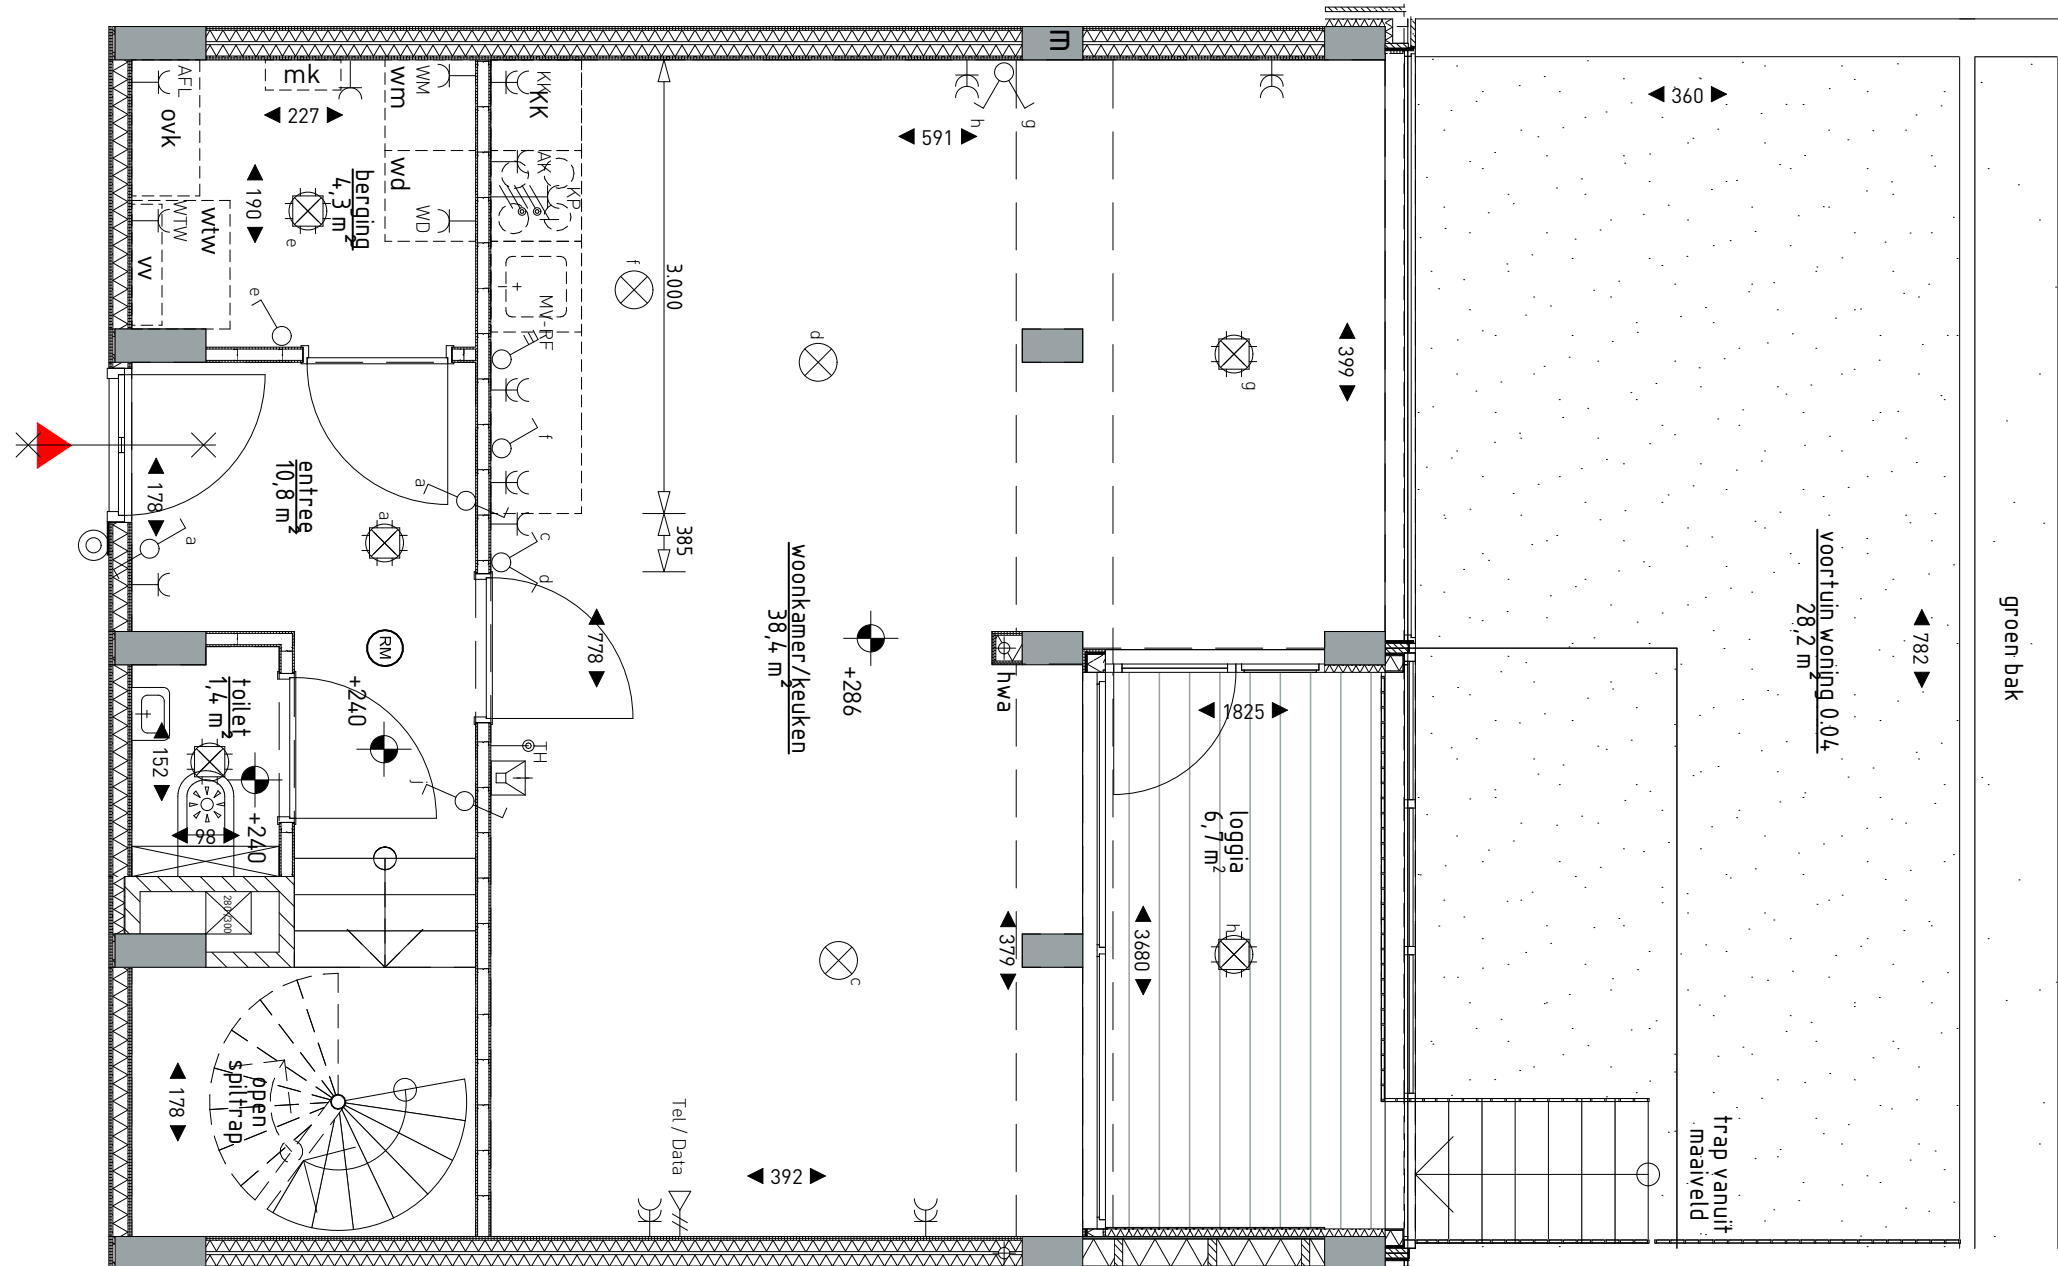 m
AFL
ovk
mk
227
wm
WM
KK
KK
AK
KP
wd
WD
berging
4,3 m²
190
e
e
WTW
wtw
vv
MV-RF
f
f
3.000
385
d
591
h
g
360
399
g
entree
10,8 m²
178
a
a
a
c
d
RM
778
woonkamer/keuken
38,4 m²
+286
hwa
voortuin woning 0.04
28,2 m²
782
groen bak
toilet
1,4 m²
152
+240
+240
98
j
TH
1825
loggia
6,7 m²
3680
h
379
c
280x300
open
spiltrap
178
Tel / Data
392
trap vanuit
maaiveld